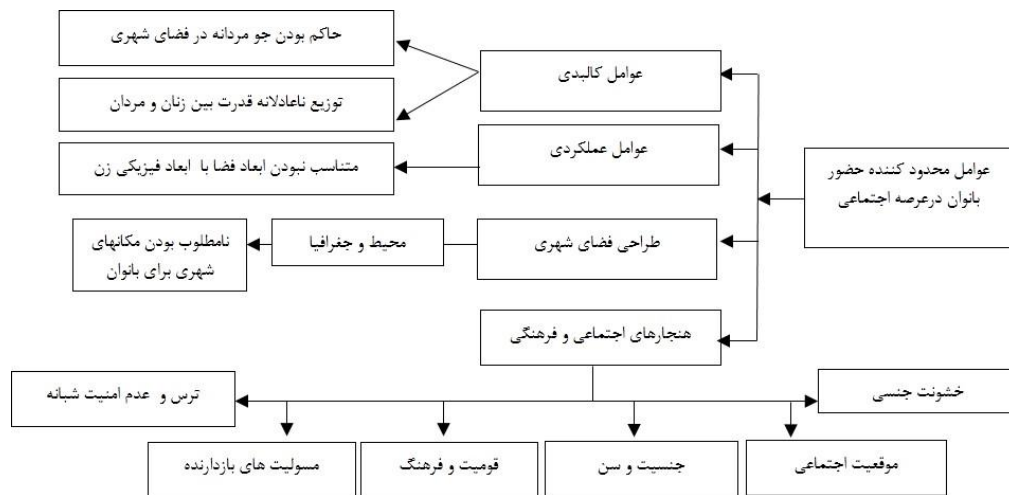 حاکم بودن جو مردانه در فضای شهری
عوامل کالبدی
توزیع ناعادلانه قدرت بین زنان و مردان
عوامل عملکردی
متناسب نبودن ابعاد فضا با ابعاد فیزیکی زن
عوامل محدود کننده حضور
بانوان درعرصه اجتماعی
طراحی فضای شهری
محیط و جغرافیا
نامطلوب بودن مکانهای
شهری برای بانوان
هنجارهای اجتماعی و فرهنگی
خشونت جنسی
ترس و عدم امنیت شبانه
موقعیت اجتماعی
جنسیت و سن
قومیت و فرهنگ
مسولیت های بازدارنده